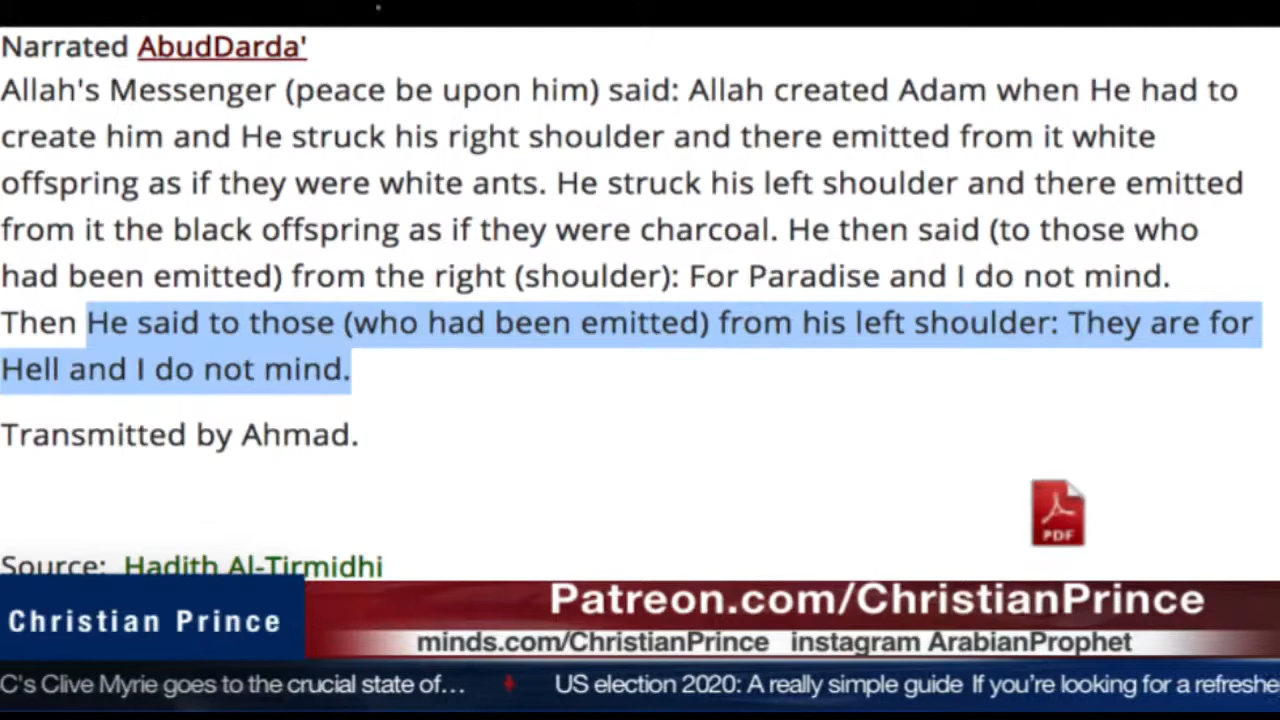 Narrated AbudDarda'
Allah's Messenger (peace be upon him) said: Allah created Adam when He had to
create him and He struck his right shoulder and there emitted from it white
offspring as if they were white ants. He struck his left shoulder and there emitted
from it the black offspring as if they were charcoal. He then said (to those who
had been emitted) from the right (shoulder): For Paradise and I do not mind.
Then He said to those (who had been emitted) from his left shoulder: They are for
Hell and I do not mind.
Transmitted by Ahmad.
PDF
Source: Hadith Al-Tirmidhi
Christian Prince
Patreon.com/ChristianPrince
minds.com/ChristianPrince instagram ArabianProphet
C's Clive Myrie goes to the crucial state of... US election 2020: A really simple guide If you're looking for a refreshe